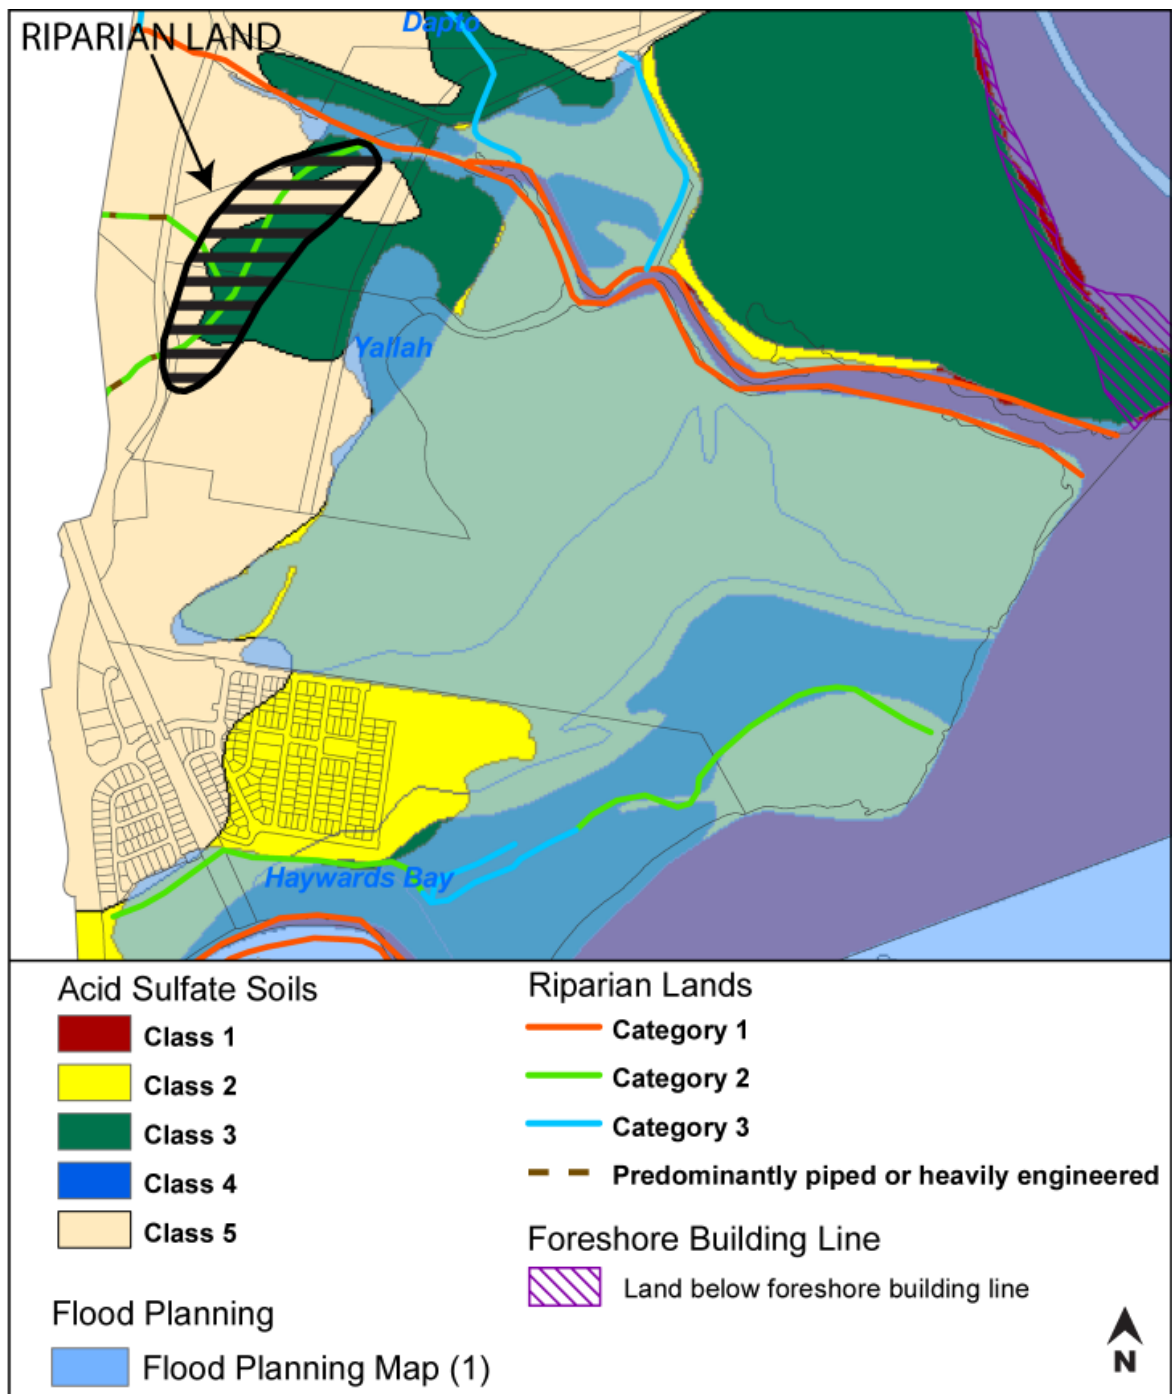 Dapto
RIPARIAN LAND
Yallah
Haywards Bay
Acid Sulfate Soils
Class 1
Class 2
Class 3
Class 4
Class 5
Flood Planning
Flood Planning Map (1)
Riparian Lands
Category 1
Category 2
Category 3
Predominantly piped or heavily engineered
Foreshore Building Line
Land below foreshore building line
N